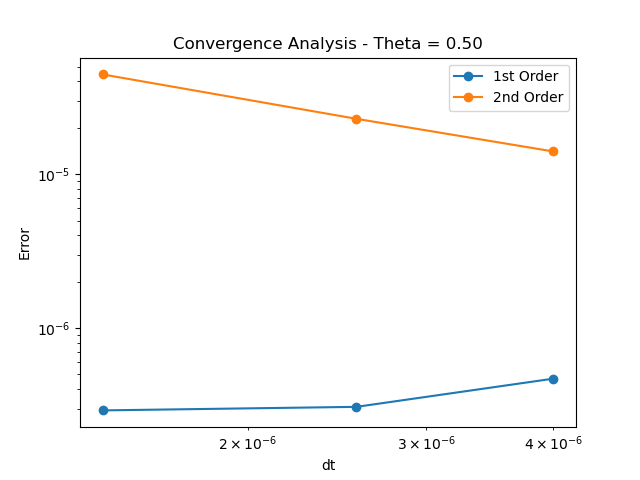 Convergence Analysis - Theta = 0.50
1st Order
2nd Order
10⁻⁵
10⁻⁶
Error
2 × 10⁻⁶
3 × 10⁻⁶
4 × 10⁻⁶
dt